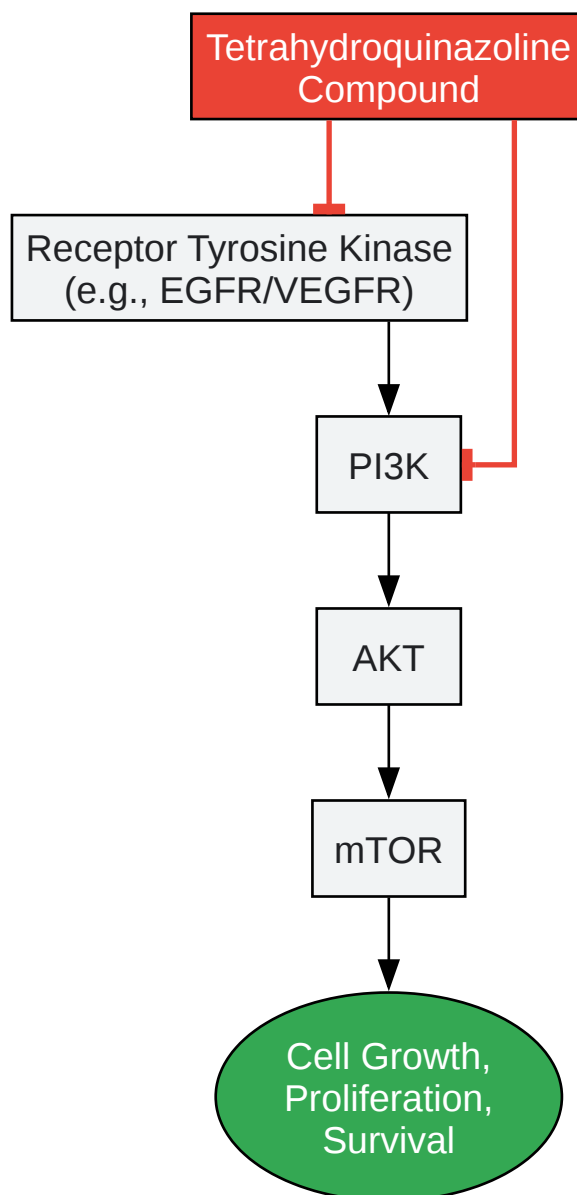 Tetrahydroquinazoline
Compound
Receptor Tyrosine Kinase
(e.g., EGFR/VEGFR)
PI3K
AKT
mTOR
Cell Growth,
Proliferation,
Survival